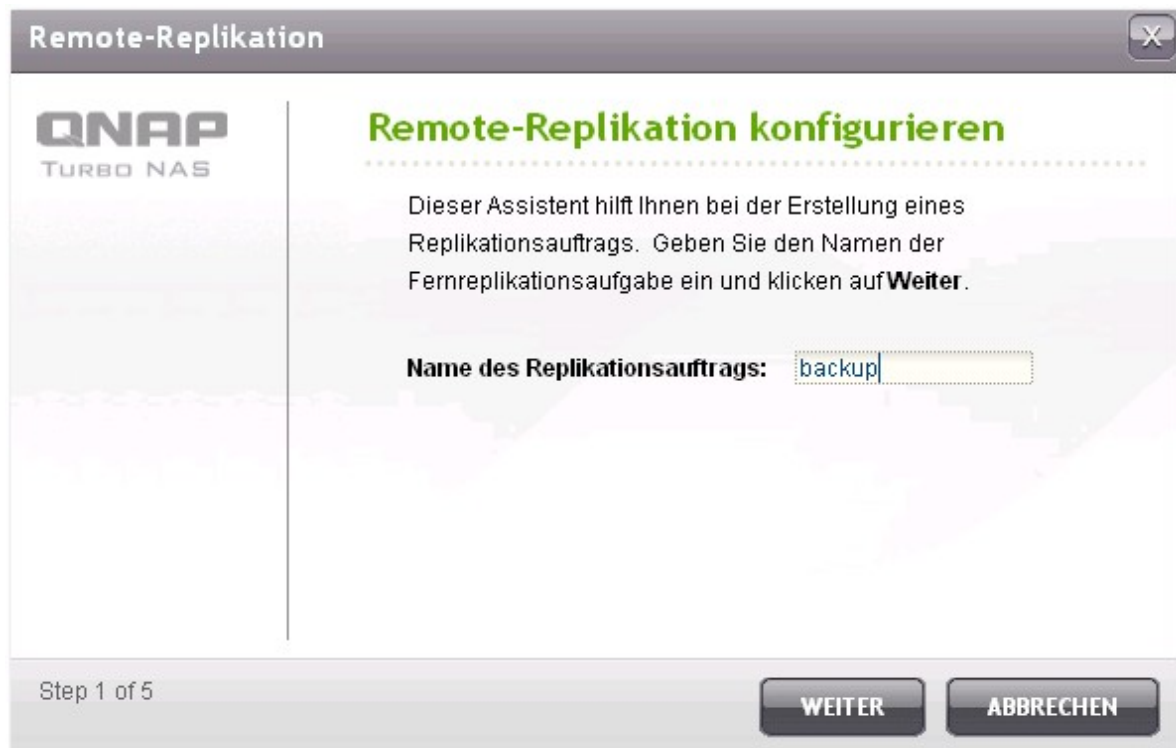 Remote-Replikation
X
QNAP
TURBO NAS
Remote-Replikation konfigurieren
Dieser Assistent hilft Ihnen bei der Erstellung eines
Replikationsauftrags. Geben Sie den Namen der
Fernreplikationsaufgabe ein und klicken auf Weiter.
Name des Replikationsauftrags: backup
Step 1 of 5
WEITER ABBRECHEN